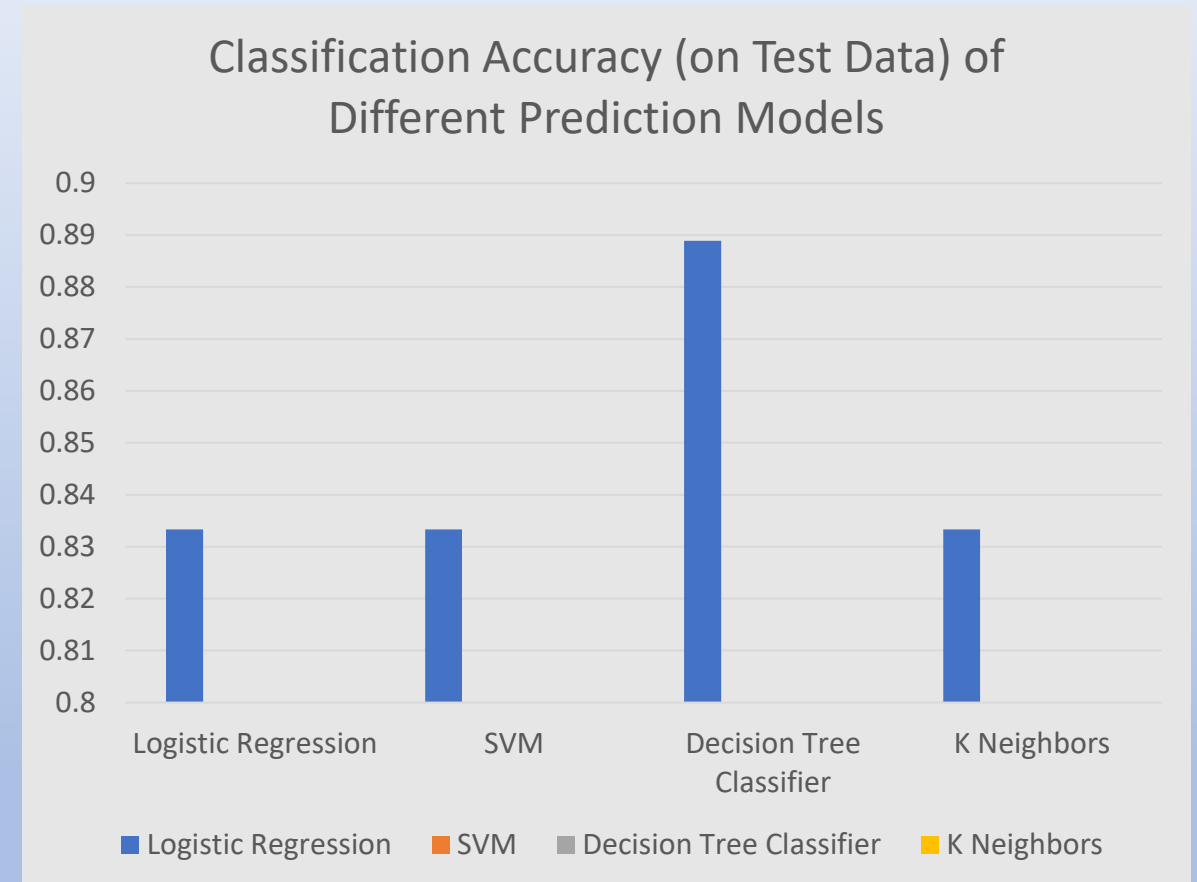 Classification Accuracy (on Test Data) of
Different Prediction Models
0.9
0.89
0.88
0.87
0.86
0.85
0.84
0.83
0.82
0.81
0.8
Logistic Regression SVM Decision Tree K Neighbors
Classifier
Logistic Regression SVM Decision Tree Classifier K Neighbors